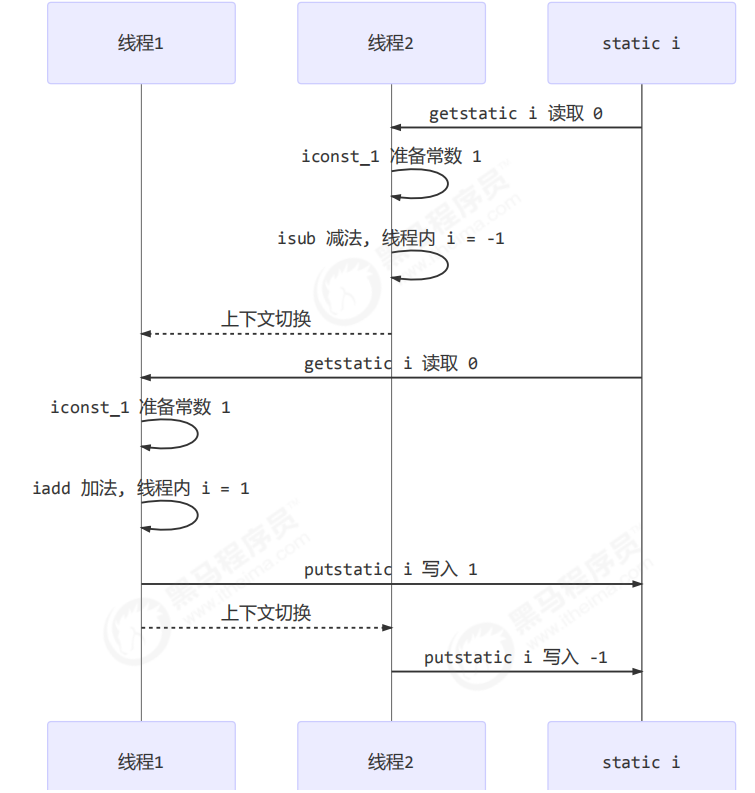 线程1
线程2
static i
getstatic i 读取 0
iconst_1 准备常数 1
isub 减法, 线程内 i = -1
上下文切换
getstatic i 读取 0
iconst_1 准备常数 1
iadd 加法, 线程内 i = 1
putstatic i 写入 1
上下文切换
putstatic i 写入 -1
线程1
线程2
static i
黑马程序员
www.itheima.com
黑马程序员
www.itheima.com
黑马程序员
www.itheima.com